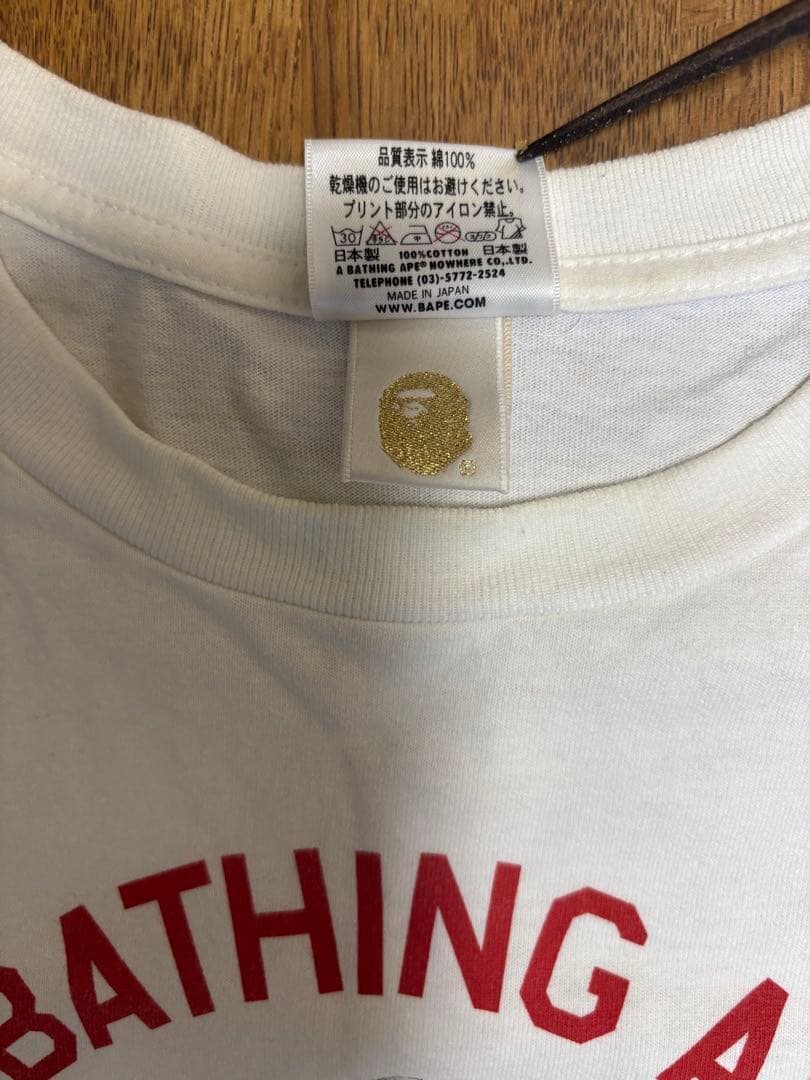 品質表示 綿100%
乾燥機のご使用はお避けください。
プリント部分のアイロン禁止。
30 中
日本製 100%COTTON 日本製
A BATHING APE® NOWHERE CO,.LTD.
TELEPHONE (03)-5772-2524
MADE IN JAPAN
WWW.BAPE.COM
BATHING A